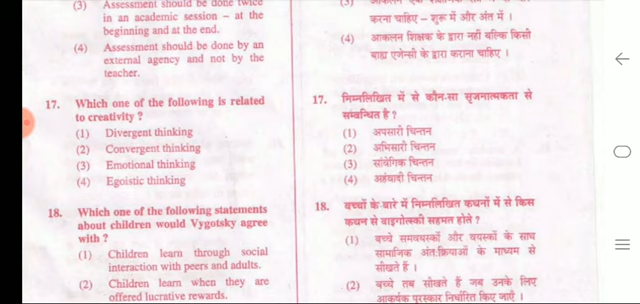 (3) Assessment should be done twice
in an academic session – at the
beginning and at the end.
(4) Assessment should be done by an
external agency and not by the
teacher.
17. Which one of the following is related
to creativity ?
(1) Divergent thinking
(2) Convergent thinking
(3) Emotional thinking
(4) Egoistic thinking
18. Which one of the following statements
about children would Vygotsky agree
with ?
(1) Children learn through social
interaction with peers and adults.
(2) Children learn when they are
offered lucrative rewards.
(3)
करना चाहिए – शुरू में और अंत में ।
(4) आकलन शिक्षक के द्वारा नहीं बल्कि किसी
बाह्य एजेन्सी के द्वारा कराना चाहिए ।
17. निम्नलिखित में से कौन-सा सृजनात्मकता से
सम्बन्धित है ?
(1) अपसारी चिन्तन
(2) अभिसारी चिन्तन
(3) सांवेगिक चिन्तन
(4) अहंवादी चिन्तन
18. बच्चों के बारे में निम्नलिखित कथनों में से किस
कथन से वाइगोत्स्की सहमत होते ?
(1) बच्चे समवयस्कों और वयस्कों के साथ
सामाजिक अंत:क्रियाओं के माध्यम से
सीखते हैं ।
(2) बच्चे तब सीखते हैं जब उनके लिए
आकर्षक पुरस्कार निर्धारित किए जाएँ ।